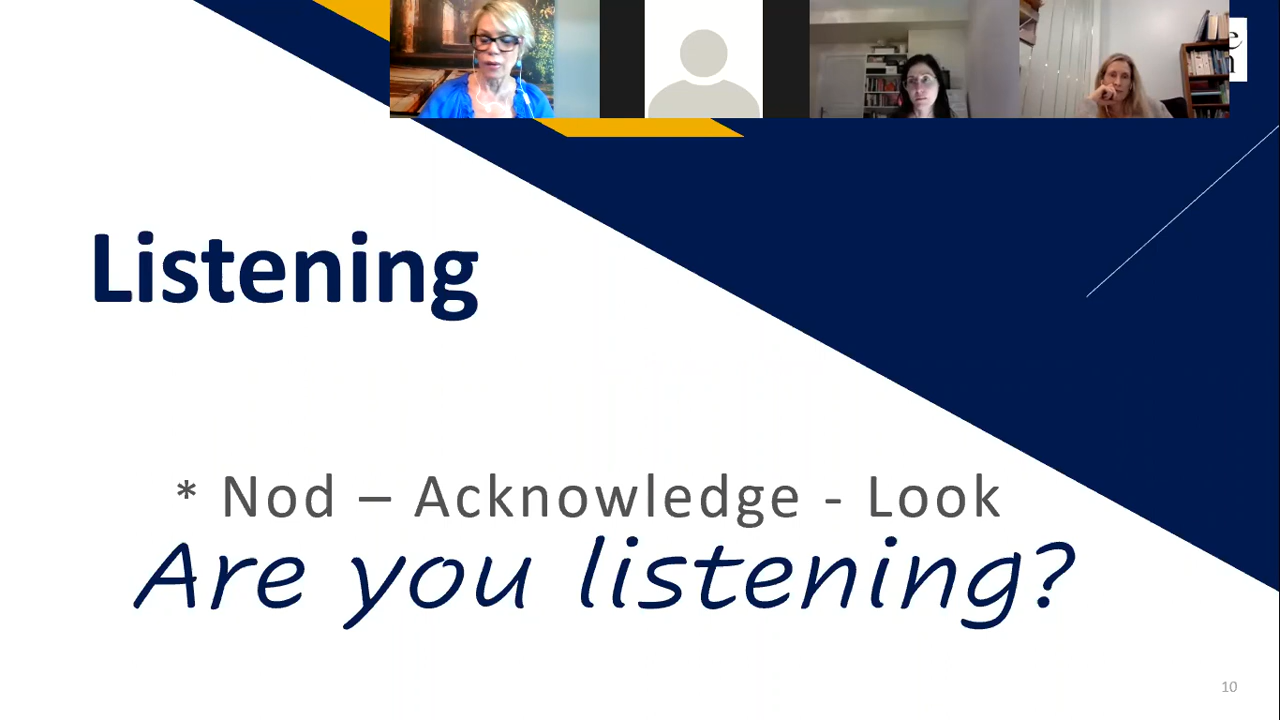 Listening
* Nod – Acknowledge - Look
Are you listening?
10